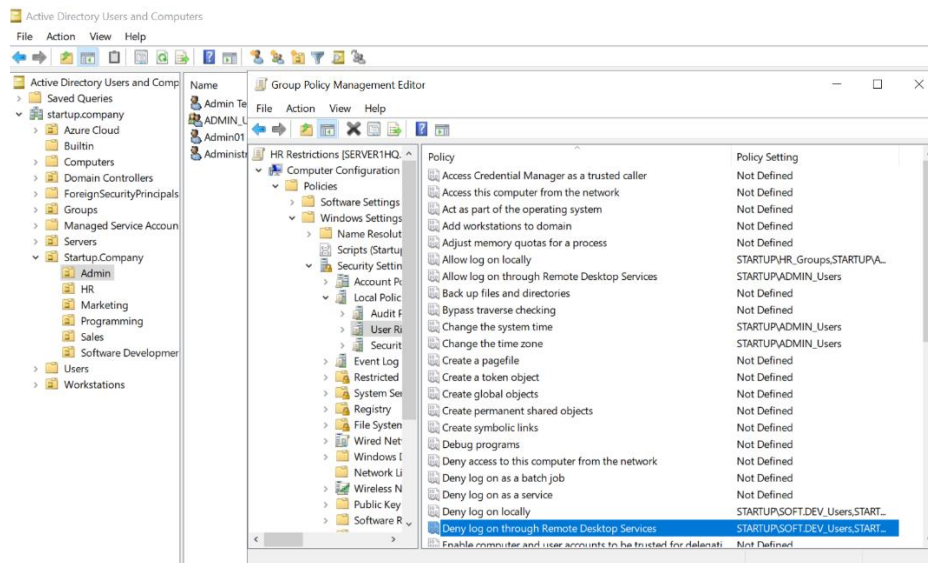 Active Directory Users and Computers
File Action View Help
Active Directory Users and Comp
Saved Queries
startup.company
Azure Cloud
Builtin
Computers
Domain Controllers
ForeignSecurityPrincipals
Groups
Managed Service Accoun
Servers
Startup.Company
Admin
HR
Marketing
Programming
Sales
Software Developmer
Users
Workstations
Name
Admin Te
ADMIN_U
Admin01
Administr
Group Policy Management Editor
File Action View Help
HR Restrictions [SERVER1HQ.
Computer Configuration
Policies
Software Settings
Windows Settings
Name Resolut
Scripts (Startup
Security Settin
Account Po
Local Polic
Audit P
User Ri
Securit
Event Log
Restricted
System Ser
Registry
File System
Wired Net
Windows D
Network Li
Wireless N
Public Key
Software R
Policy Policy Setting
Access Credential Manager as a trusted caller Not Defined
Access this computer from the network Not Defined
Act as part of the operating system Not Defined
Add workstations to domain Not Defined
Adjust memory quotas for a process Not Defined
Allow log on locally STARTUP\HR_Groups,STARTUP\A...
Allow log on through Remote Desktop Services STARTUP\ADMIN_Users
Back up files and directories Not Defined
Bypass traverse checking Not Defined
Change the system time STARTUP\ADMIN_Users
Change the time zone STARTUP\ADMIN_Users
Create a pagefile Not Defined
Create a token object Not Defined
Create global objects Not Defined
Create permanent shared objects Not Defined
Create symbolic links Not Defined
Debug programs Not Defined
Deny access to this computer from the network Not Defined
Deny log on as a batch job Not Defined
Deny log on as a service Not Defined
Deny log on locally STARTUP\SOFT.DEV_Users,START...
Deny log on through Remote Desktop Services STARTUP\SOFT.DEV_Users,START...
Enable computer and user accounts to be trusted for delegati... Not Defined